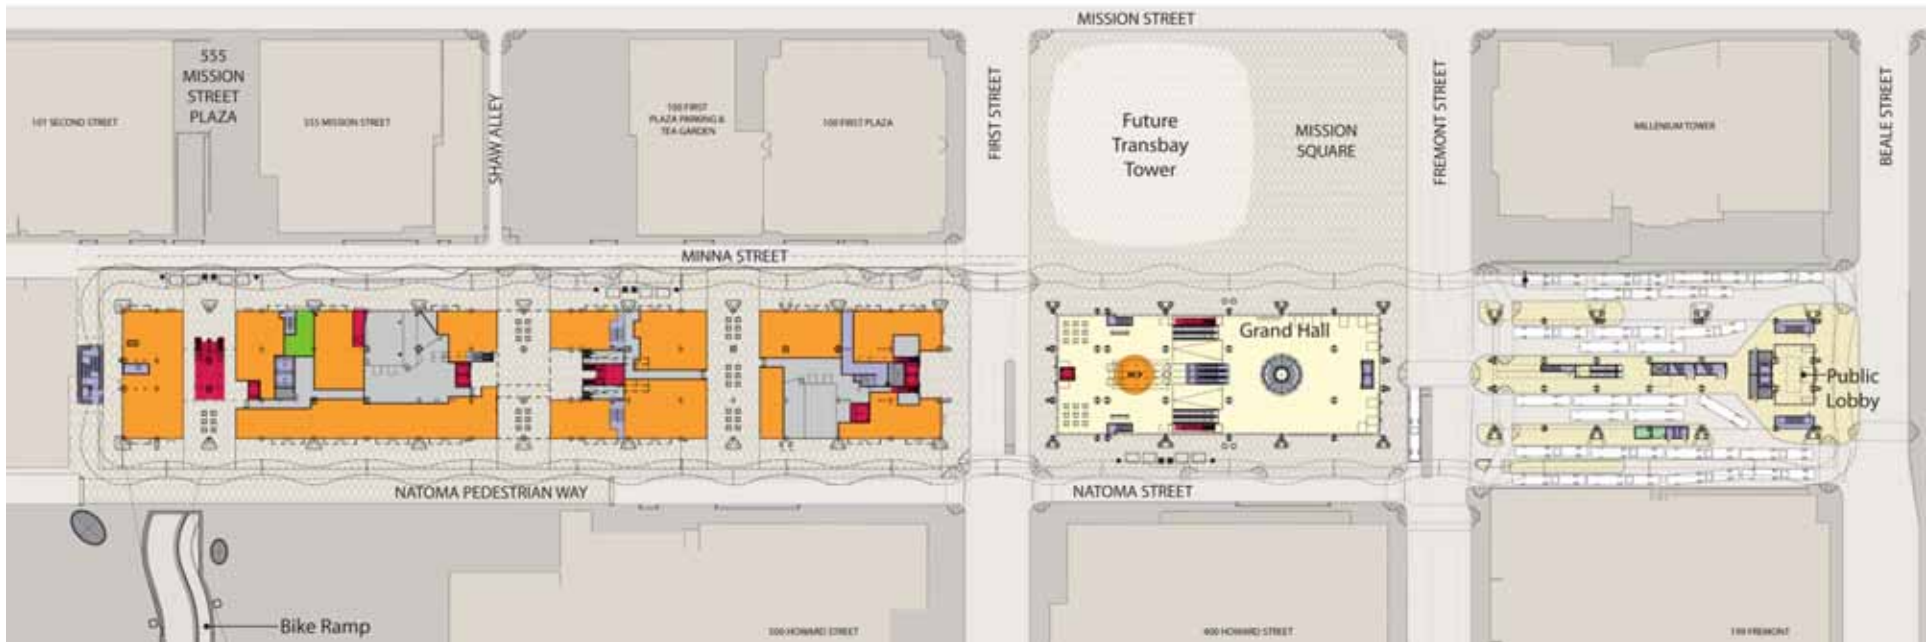 MISSION STREET
555
MISSION
STREET
PLAZA
101 SECOND STREET
555 MISSION STREET
SHAW ALLEY
100 FIRST
PLAZA PARKING &
TEA GARDEN
100 FIRST PLAZA
FIRST STREET
Future
Transbay
Tower
MISSION
SQUARE
FREMONT STREET
MILLENIUM TOWER
BEALE STREET
MINNA STREET
Grand Hall
Public
Lobby
NATOMA PEDESTRIAN WAY
NATOMA STREET
Bike Ramp
500 HOWARD STREET
400 HOWARD STREET
199 FREMONT